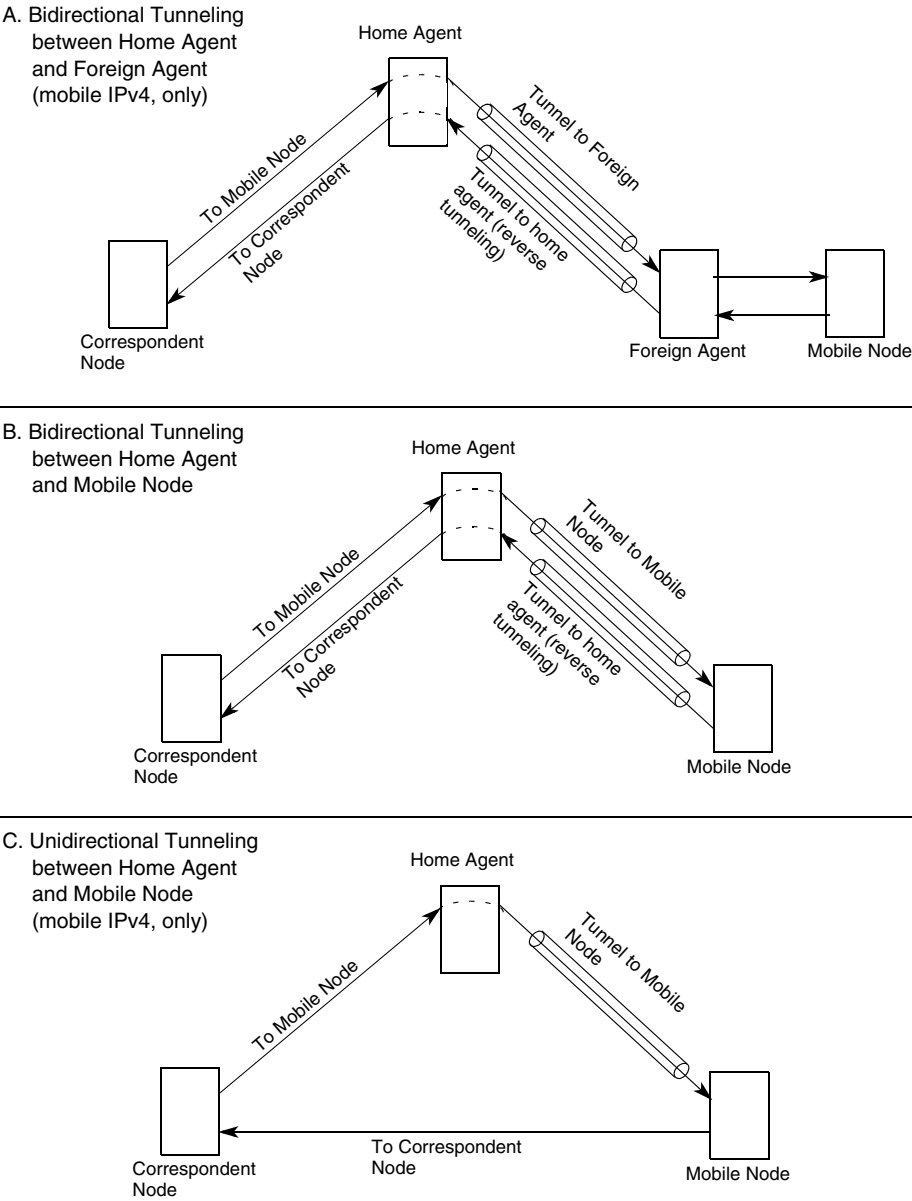 A. Bidirectional Tunneling
between Home Agent
and Foreign Agent
(mobile IPv4, only)
Home Agent
To Mobile Node
To Correspondent
Node
Tunnel to Foreign
Agent
Tunnel to home
agent (reverse
tunneling)
Correspondent
Node
Foreign Agent
Mobile Node
B. Bidirectional Tunneling
between Home Agent
and Mobile Node
Home Agent
To Mobile Node
To Correspondent
Node
Tunnel to Mobile
Node
Tunnel to home
agent (reverse
tunneling)
Correspondent
Node
Mobile Node
C. Unidirectional Tunneling
between Home Agent
and Mobile Node
(mobile IPv4, only)
Home Agent
To Mobile Node
Tunnel to Mobile
Node
To Correspondent
Node
Correspondent
Node
Mobile Node